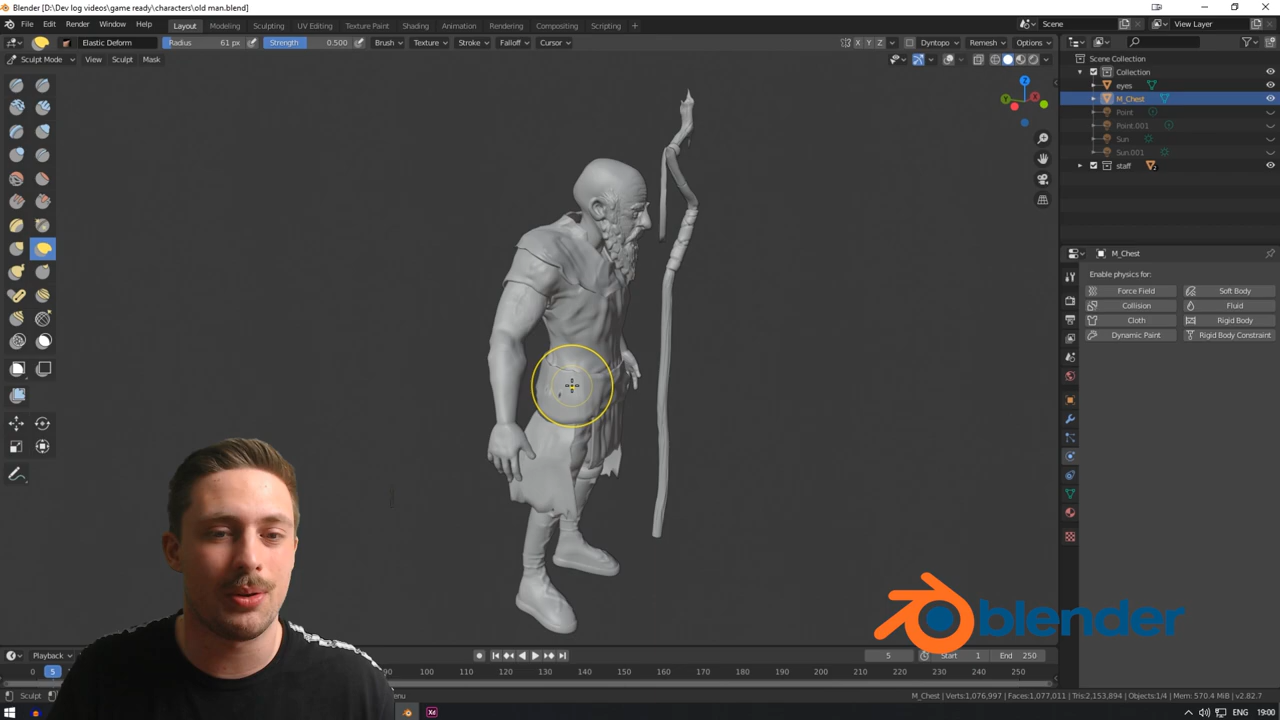 Blender [D:\Dev log videos\game ready\characters\old man.blend]
File Edit Render Window Help Layout Modeling Sculpting UV Editing Texture Paint Shading Animation Rendering Compositing Scripting + Scene View Layer
Elastic Deform Radius 61 px Strength 0.500 Brush Texture Stroke Falloff Cursor X Y Z Dyntopo Remesh Options
Sculpt Mode View Sculpt Mask
Scene Collection
Collection
eyes
M_Chest
Point
Point.001
Sun
Sun.001
staff 2
Z
X
Y
M_Chest
Enable physics for:
Force Field Soft Body
Collision Fluid
Cloth Rigid Body
Dynamic Paint Rigid Body Constraint
blender
Playback 5 Start 1 End 250
0 5 90 100 110 120 130 140 150 160 170 180 190 200 210 220 230 240 250
Sculpt M_Chest | Verts:1,076,997 | Faces:1,077,011 | Tris:2,153,894 | Objects:1/4 | Mem: 570.4 MiB | v2.82.7
Xd ENG 19:00